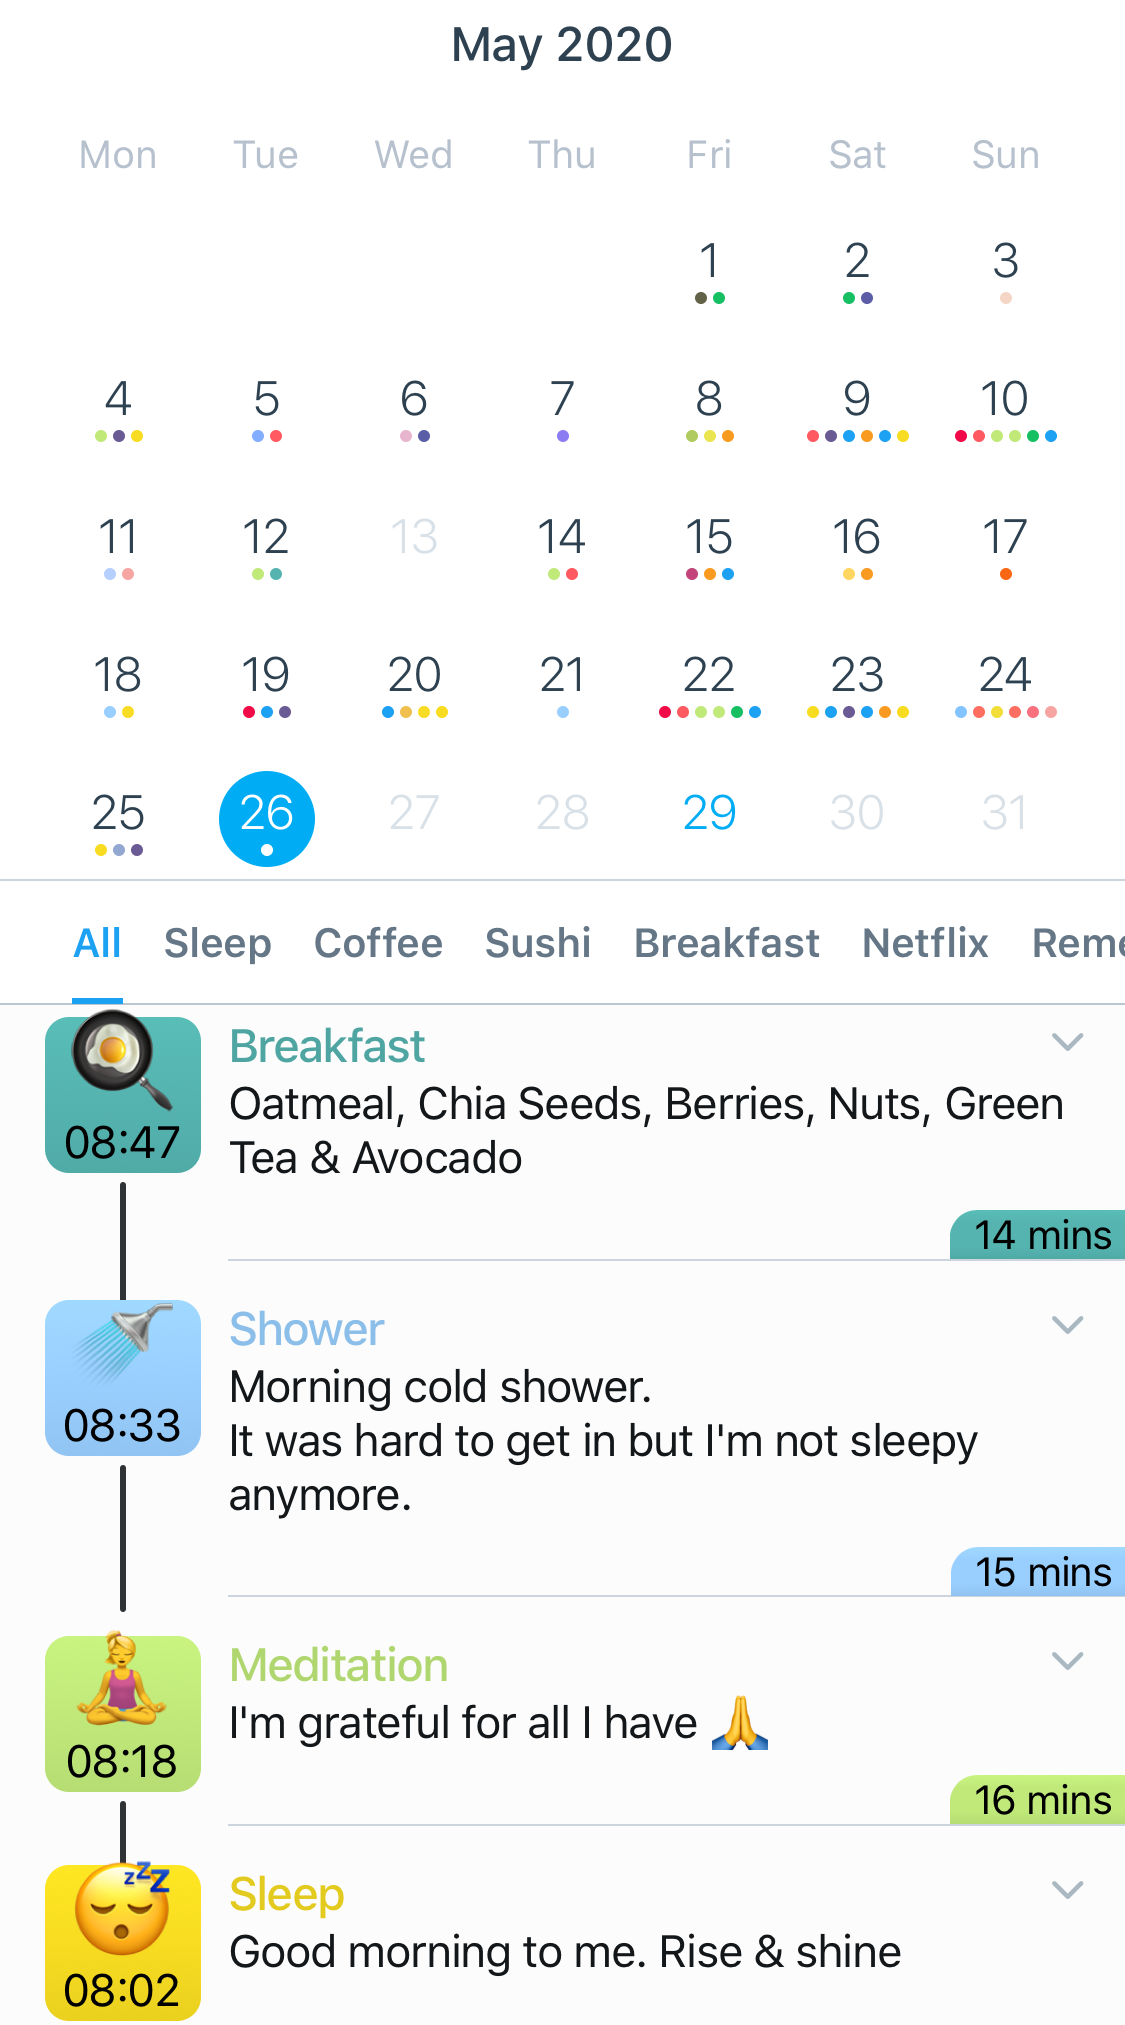 May 2020
Mon Tue Wed Thu Fri Sat Sun
1 2 3
4 5 6 7 8 9 10
11 12 13 14 15 16 17
18 19 20 21 22 23 24
25 26 27 28 29 30 31
All Sleep Coffee Sushi Breakfast Netflix
Breakfast
Oatmeal, Chia Seeds, Berries, Nuts, Green
Tea & Avocado
08:47
14 mins
Shower
Morning cold shower.
It was hard to get in but I'm not sleepy
anymore.
08:33
15 mins
Meditation
I'm grateful for all I have 🙏
08:18
16 mins
Sleep
Good morning to me. Rise & shine
08:02